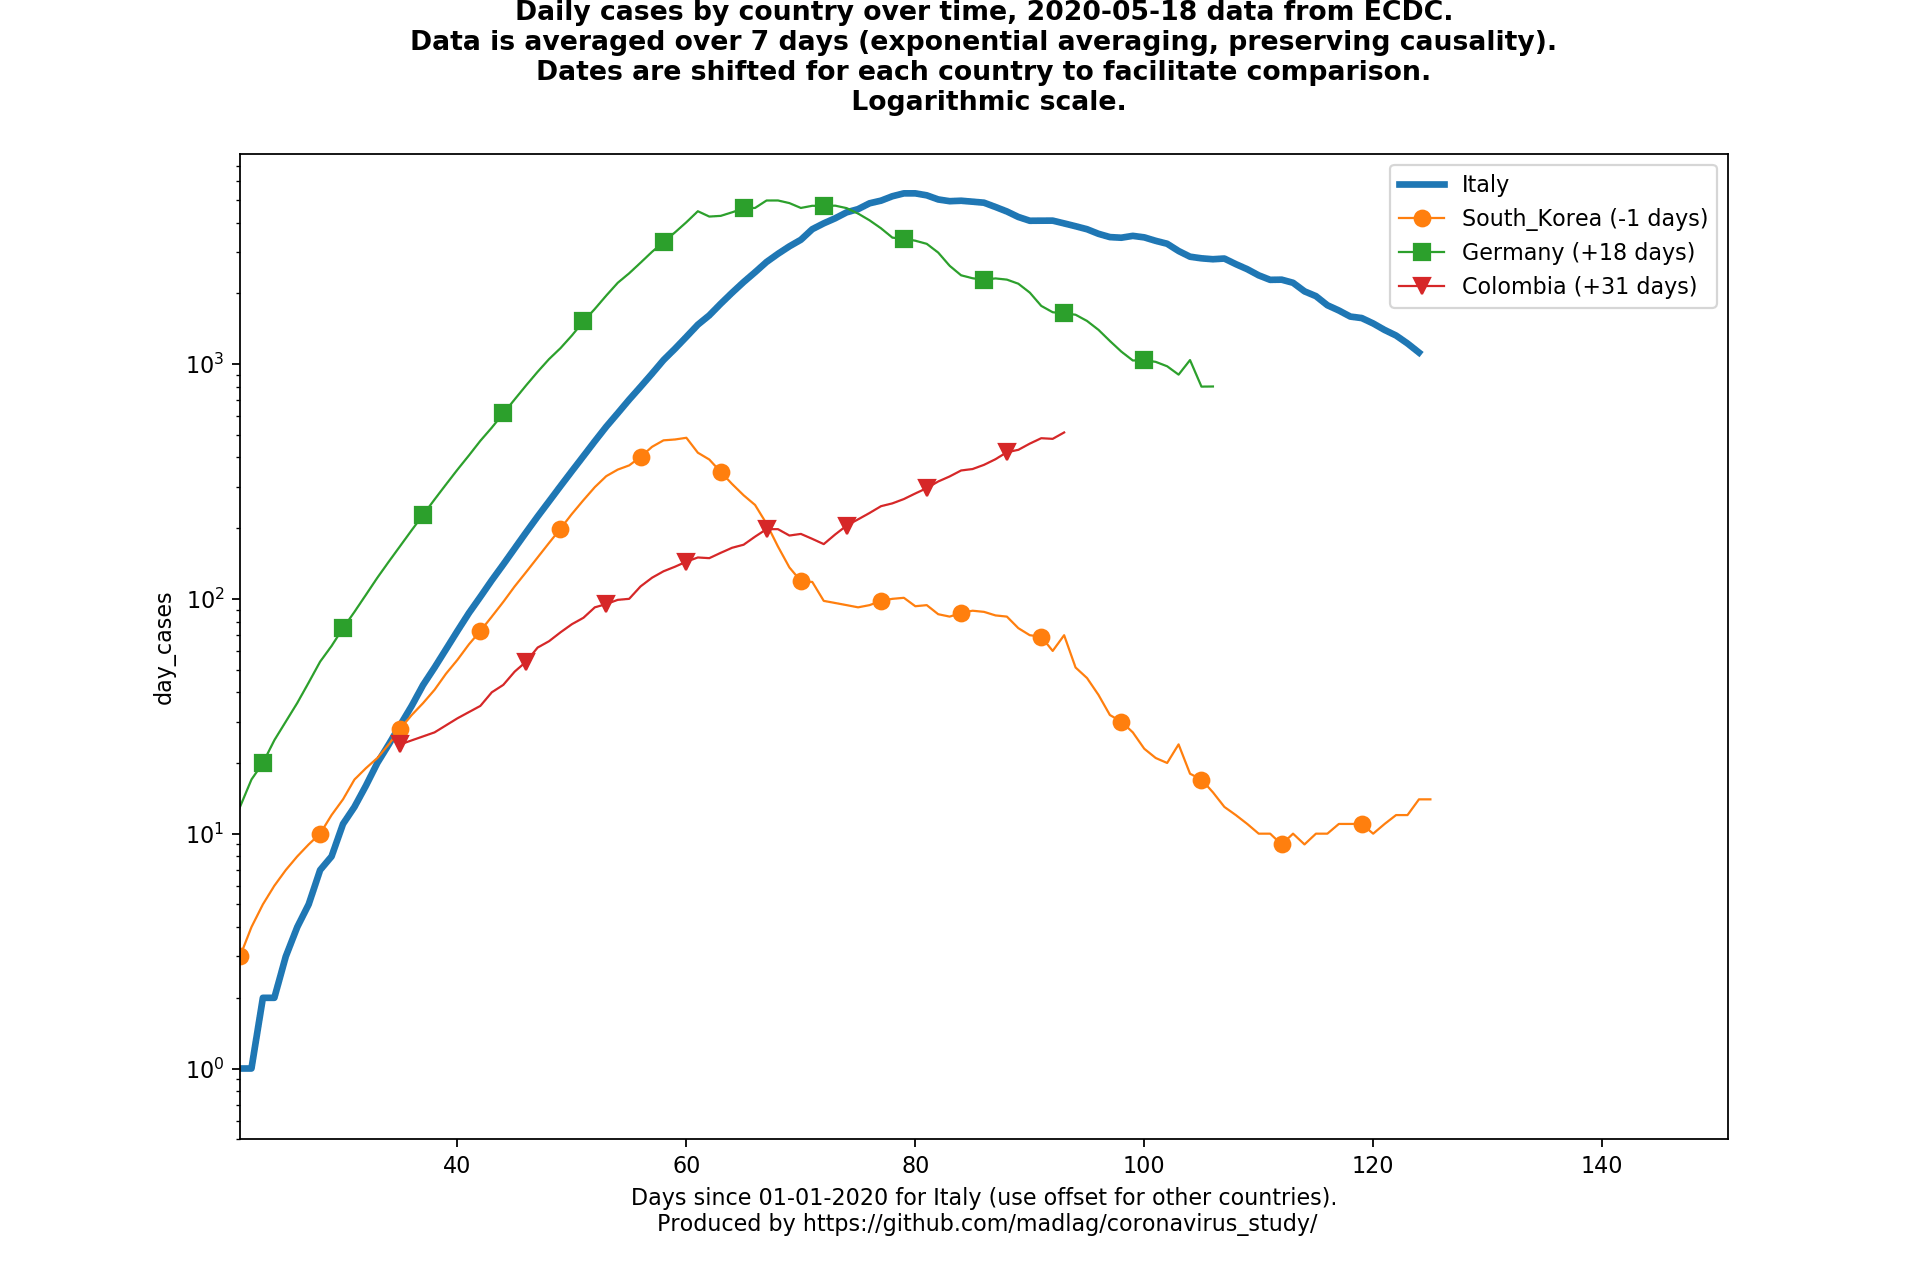 Daily cases by country over time, 2020-05-18 data from ECDC.
Data is averaged over 7 days (exponential averaging, preserving causality).
Dates are shifted for each country to facilitate comparison.
Logarithmic scale.
Italy
South_Korea (-1 days)
Germany (+18 days)
Colombia (+31 days)
10³
10²
10¹
10⁰
day_cases
40 60 80 100 120 140
Days since 01-01-2020 for Italy (use offset for other countries).
Produced by https://github.com/madlag/coronavirus_study/